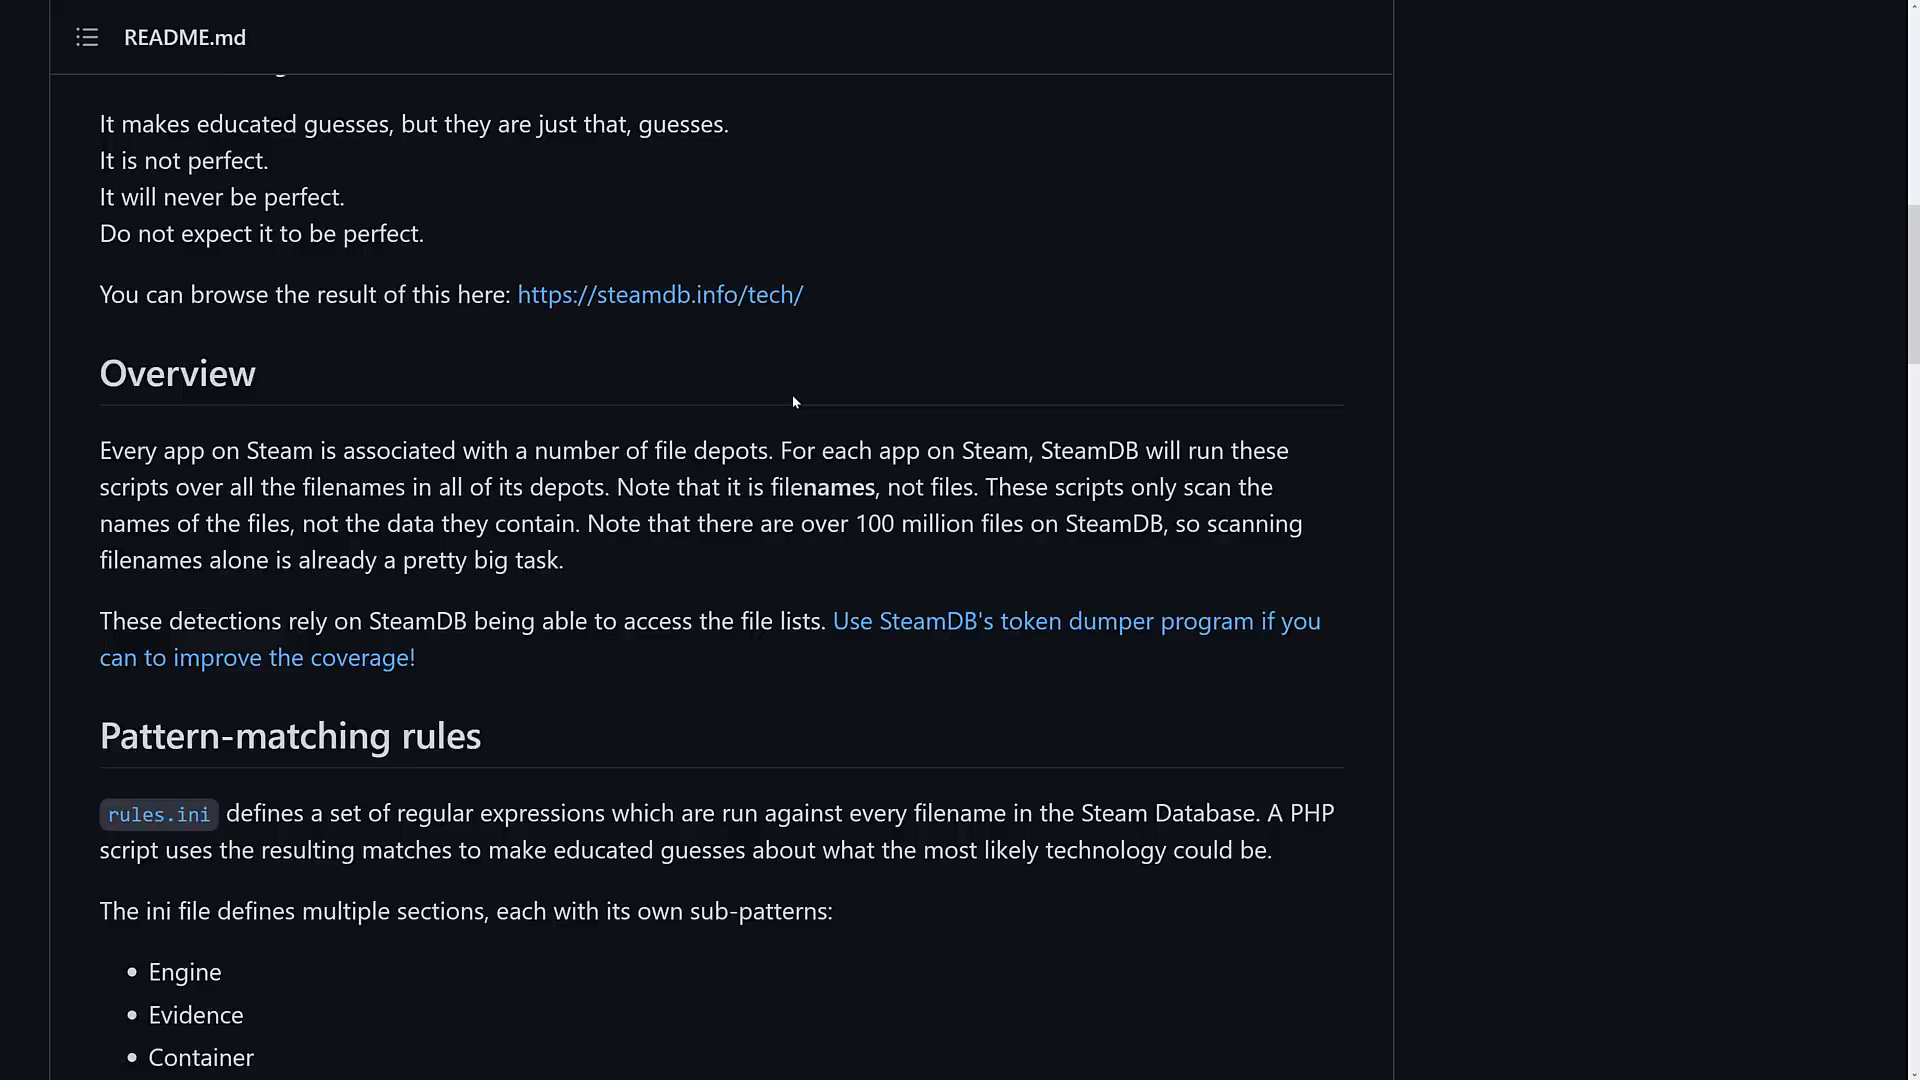 README.md
It makes educated guesses, but they are just that, guesses.
It is not perfect.
It will never be perfect.
Do not expect it to be perfect.
You can browse the result of this here: https://steamdb.info/tech/
Overview
Every app on Steam is associated with a number of file depots. For each app on Steam, SteamDB will run these
scripts over all the filenames in all of its depots. Note that it is filenames, not files. These scripts only scan the
names of the files, not the data they contain. Note that there are over 100 million files on SteamDB, so scanning
filenames alone is already a pretty big task.
These detections rely on SteamDB being able to access the file lists. Use SteamDB's token dumper program if you
can to improve the coverage!
Pattern-matching rules
rules.ini defines a set of regular expressions which are run against every filename in the Steam Database. A PHP
script uses the resulting matches to make educated guesses about what the most likely technology could be.
The ini file defines multiple sections, each with its own sub-patterns:
• Engine
• Evidence
• Container